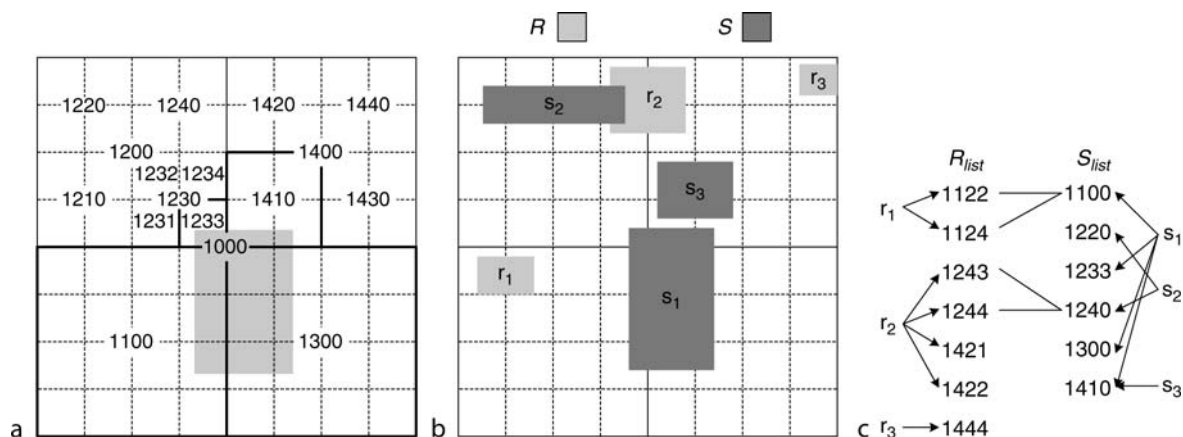 R S
1220 1240 1420 1440
1200 1400
1232 1234
1210 1230 1410 1430
1231 1233
1000
1100 1300
a
s2 r2 r3
s3
r1 s1
b
Rlist Slist
r1 1122 1100
1124 1220 s1
1243 1233
r2 1244 1240 s2
1421 1300
1422 1410 s3
r3 1444
c